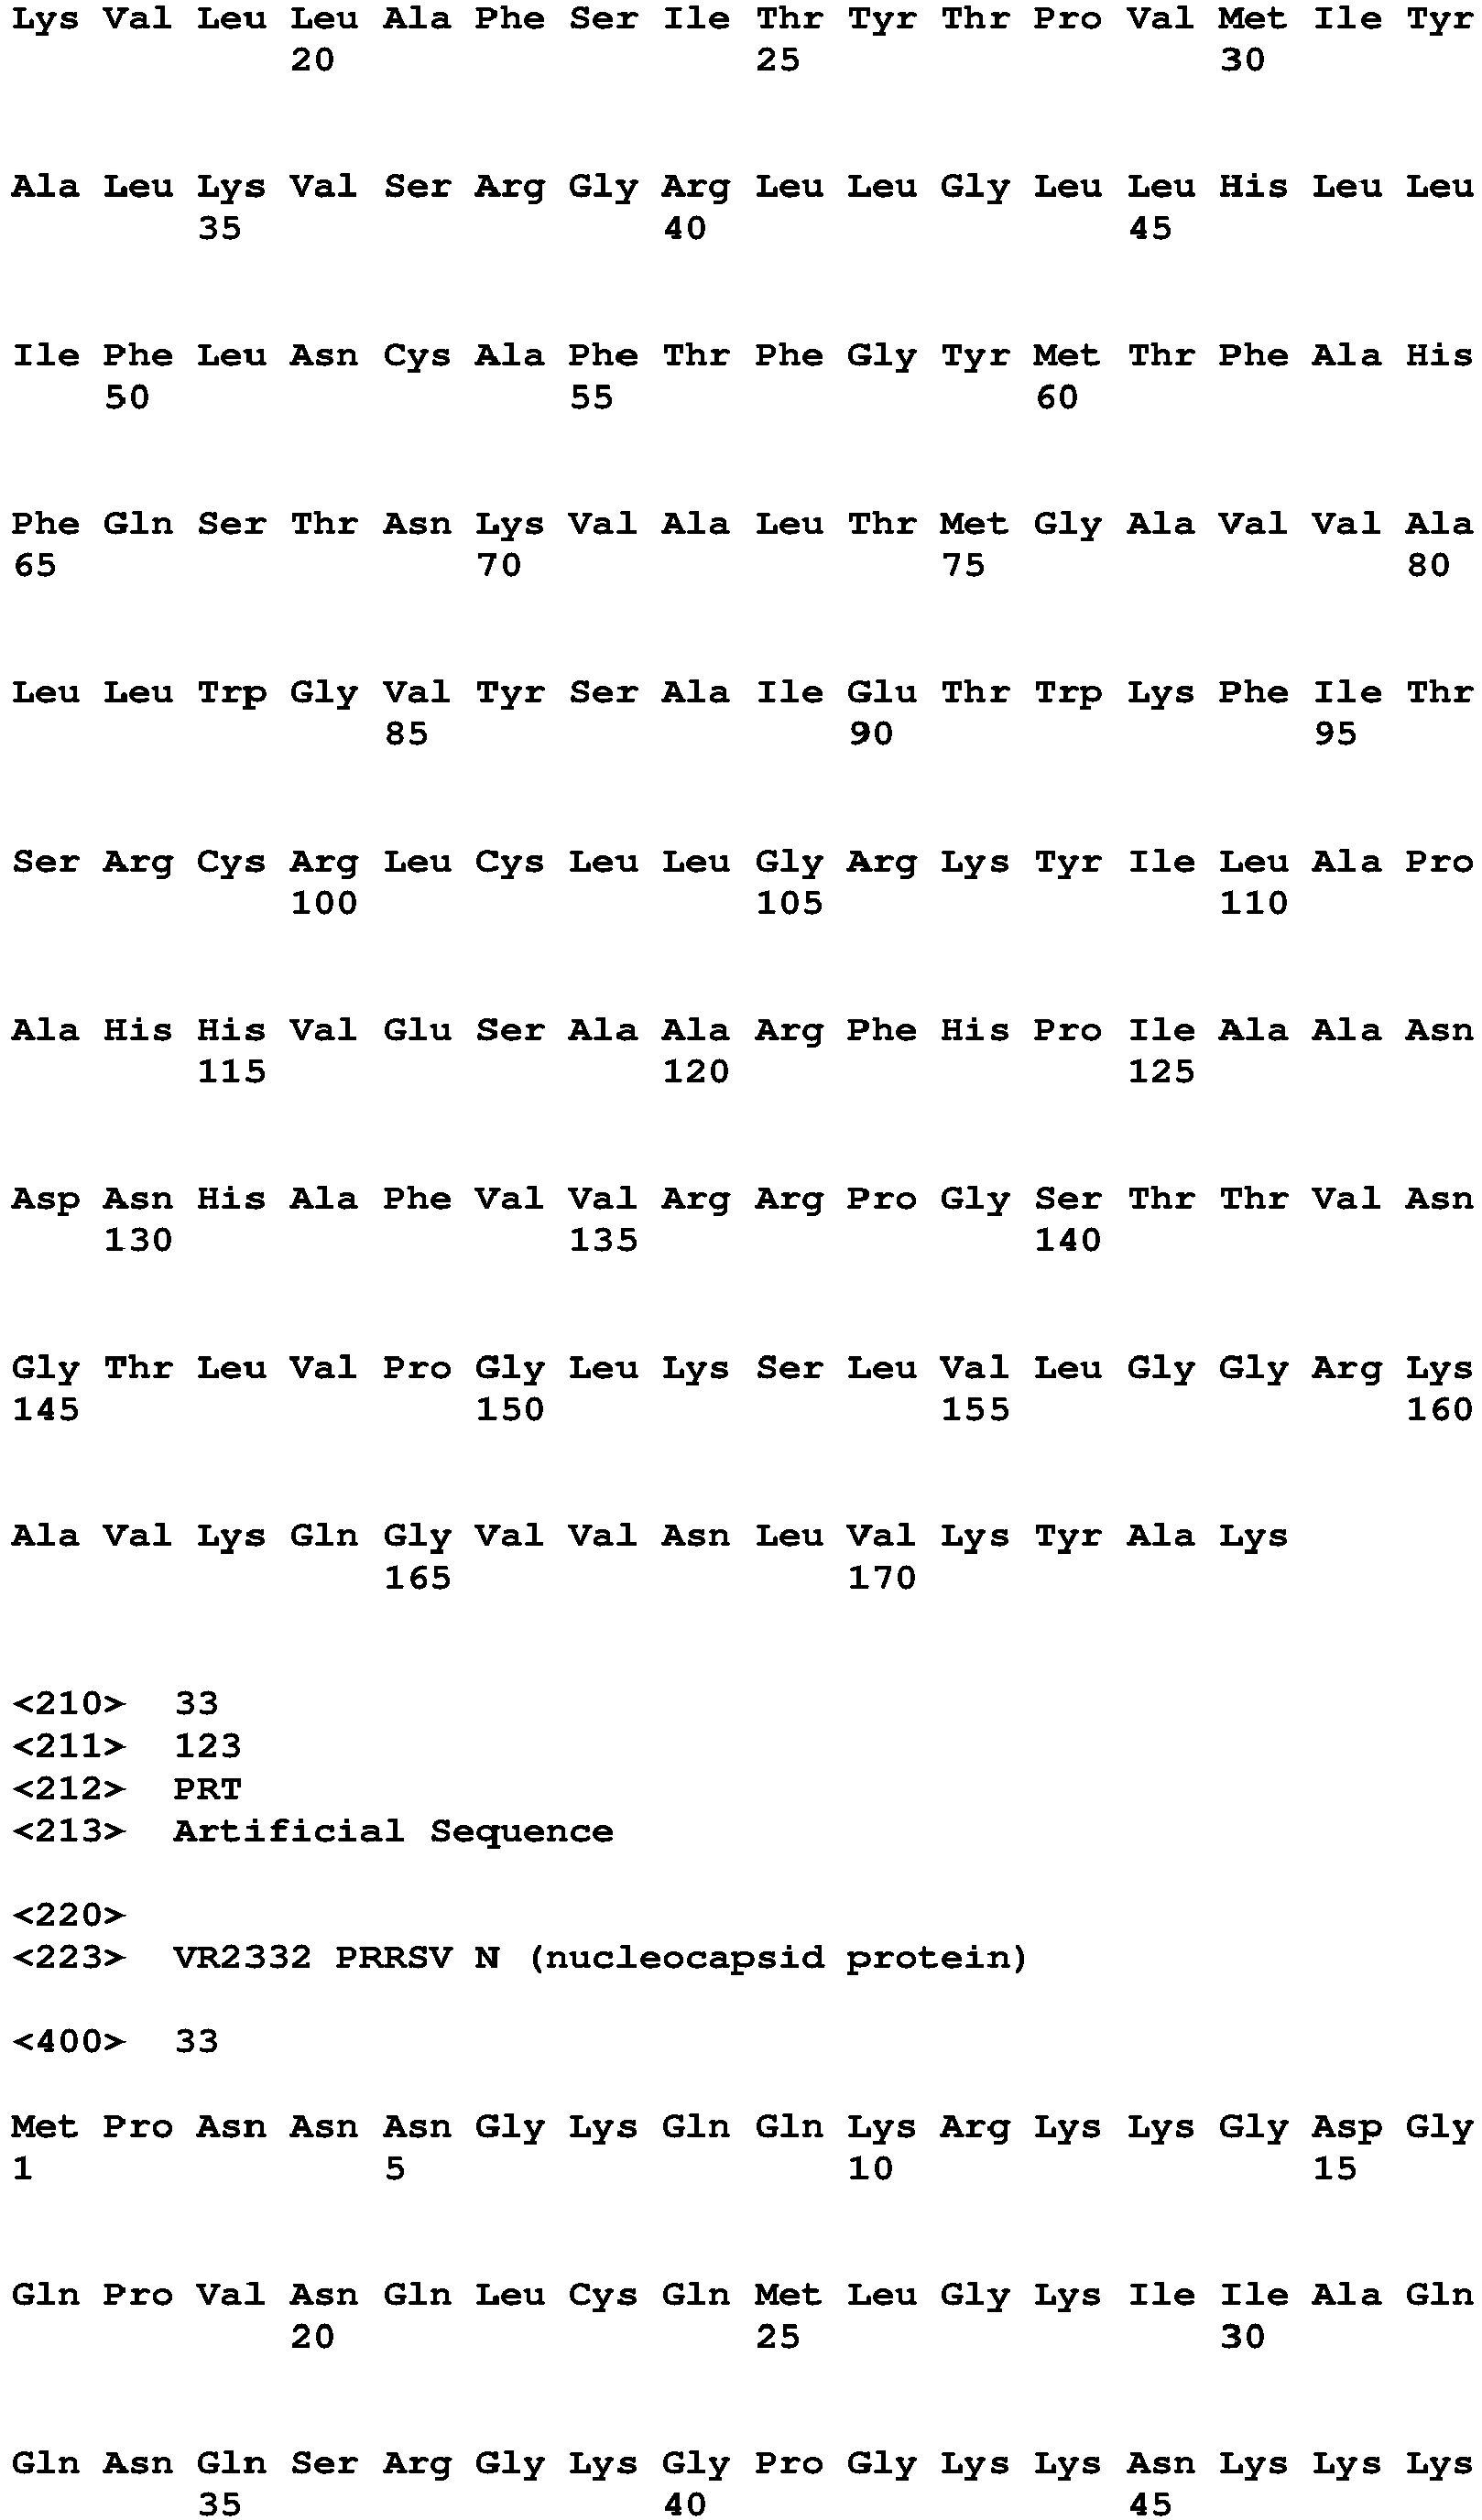 Lys Val Leu Leu Ala Phe Ser Ile Thr Tyr Thr Pro Val Met Ile Tyr
20 25 30
Ala Leu Lys Val Ser Arg Gly Arg Leu Leu Gly Leu Leu His Leu Leu
35 40 45
Ile Phe Leu Asn Cys Ala Phe Thr Phe Gly Tyr Met Thr Phe Ala His
50 55 60
Phe Gln Ser Thr Asn Lys Val Ala Leu Thr Met Gly Ala Val Val Ala
65 70 75 80
Leu Leu Trp Gly Val Tyr Ser Ala Ile Glu Thr Trp Lys Phe Ile Thr
85 90 95
Ser Arg Cys Arg Leu Cys Leu Leu Gly Arg Lys Tyr Ile Leu Ala Pro
100 105 110
Ala His His Val Glu Ser Ala Ala Arg Phe His Pro Ile Ala Ala Asn
115 120 125
Asp Asn His Ala Phe Val Val Arg Arg Pro Gly Ser Thr Thr Val Asn
130 135 140
Gly Thr Leu Val Pro Gly Leu Lys Ser Leu Val Leu Gly Gly Arg Lys
145 150 155 160
Ala Val Lys Gln Gly Val Val Asn Leu Val Lys Tyr Ala Lys
165 170
<210> 33
<211> 123
<212> PRT
<213> Artificial Sequence
<220>
<223> VR2332 PRRSV N (nucleocapsid protein)
<400> 33
Met Pro Asn Asn Asn Gly Lys Gln Gln Lys Arg Lys Lys Gly Asp Gly
1 5 10 15
Gln Pro Val Asn Gln Leu Cys Gln Met Leu Gly Lys Ile Ile Ala Gln
20 25 30
Gln Asn Gln Ser Arg Gly Lys Gly Pro Gly Lys Lys Asn Lys Lys Lys
35 40 45